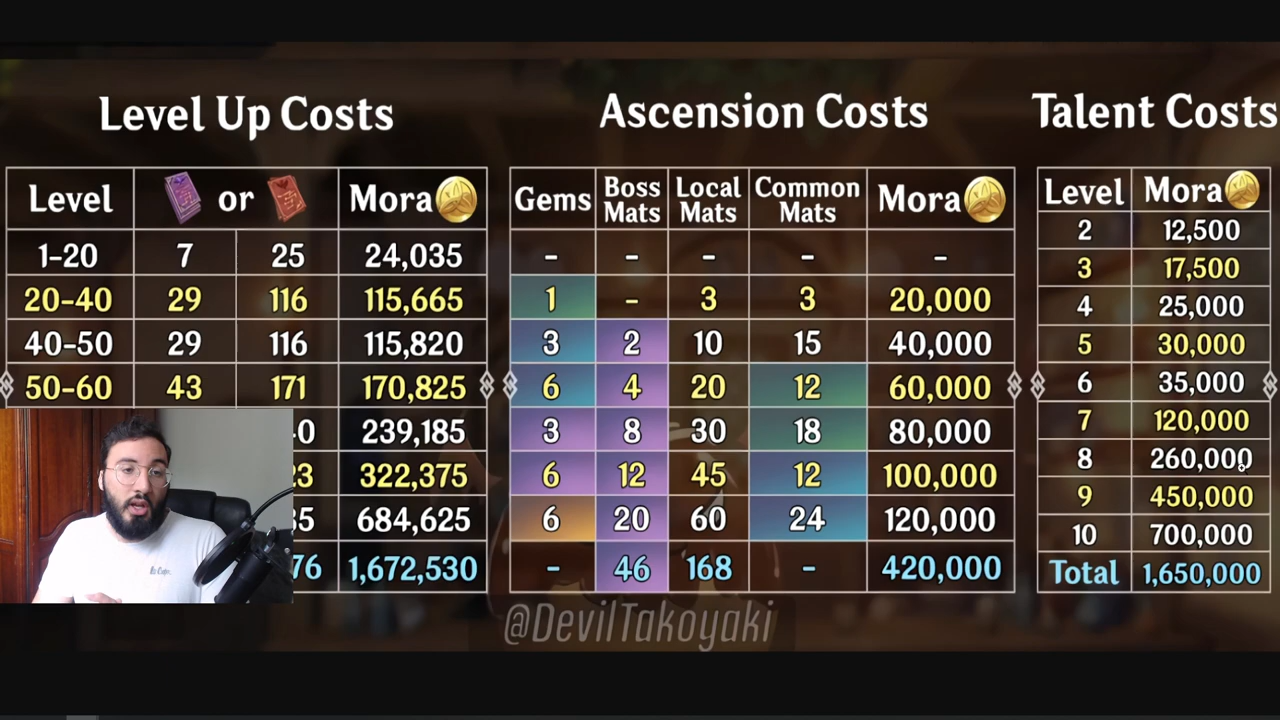 Level Up Costs
Level or Mora
1-20 7 25 24,035
20-40 29 116 115,665
40-50 29 116 115,820
50-60 43 171 170,825
239,185
322,375
684,625
1,672,530
Ascension Costs
Gems Boss Mats Local Mats Common Mats Mora
- - - - -
1 - 3 3 20,000
3 2 10 15 40,000
6 4 20 12 60,000
3 8 30 18 80,000
6 12 45 12 100,000
6 20 60 24 120,000
- 46 168 - 420,000
Talent Costs
Level Mora
2 12,500
3 17,500
4 25,000
5 30,000
6 35,000
7 120,000
8 260,000
9 450,000
10 700,000
Total 1,650,000
@DevilTakoyaki